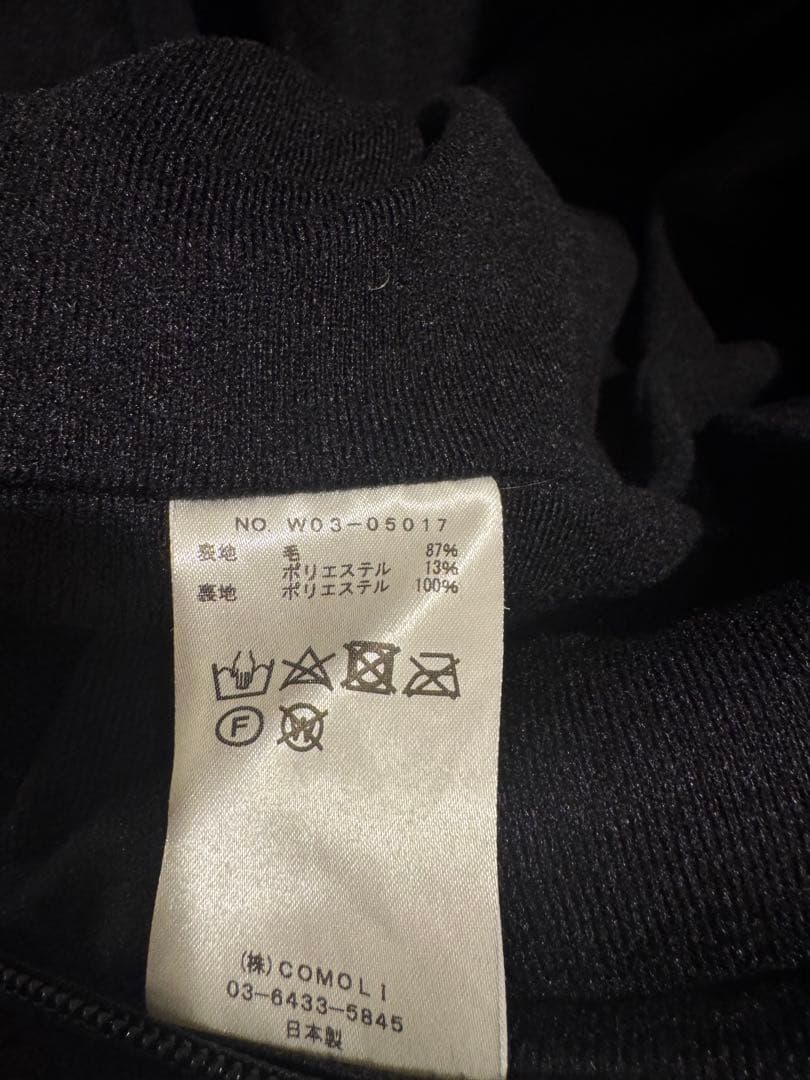 NO. W03-05017
表地 毛 87%
ポリエステル 13%
裏地 ポリエステル 100%
F W
(株)COMOLI
03-6433-5845
日本製